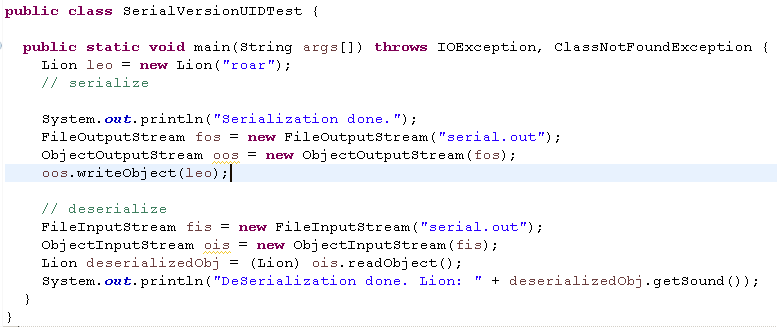 public class SerialVersionUIDTest {
public static void main(String args[]) throws IOException, ClassNotFoundException {
Lion leo = new Lion("roar");
// serialize
System.out.println("Serialization done.");
FileOutputStream fos = new FileOutputStream("serial.out");
ObjectOutputStream oos = new ObjectOutputStream(fos);
oos.writeObject(leo);
// deserialize
FileInputStream fis = new FileInputStream("serial.out");
ObjectInputStream ois = new ObjectInputStream(fis);
Lion deserializedObj = (Lion) ois.readObject();
System.out.println("DeSerialization done. Lion: " + deserializedObj.getSound());
}
}